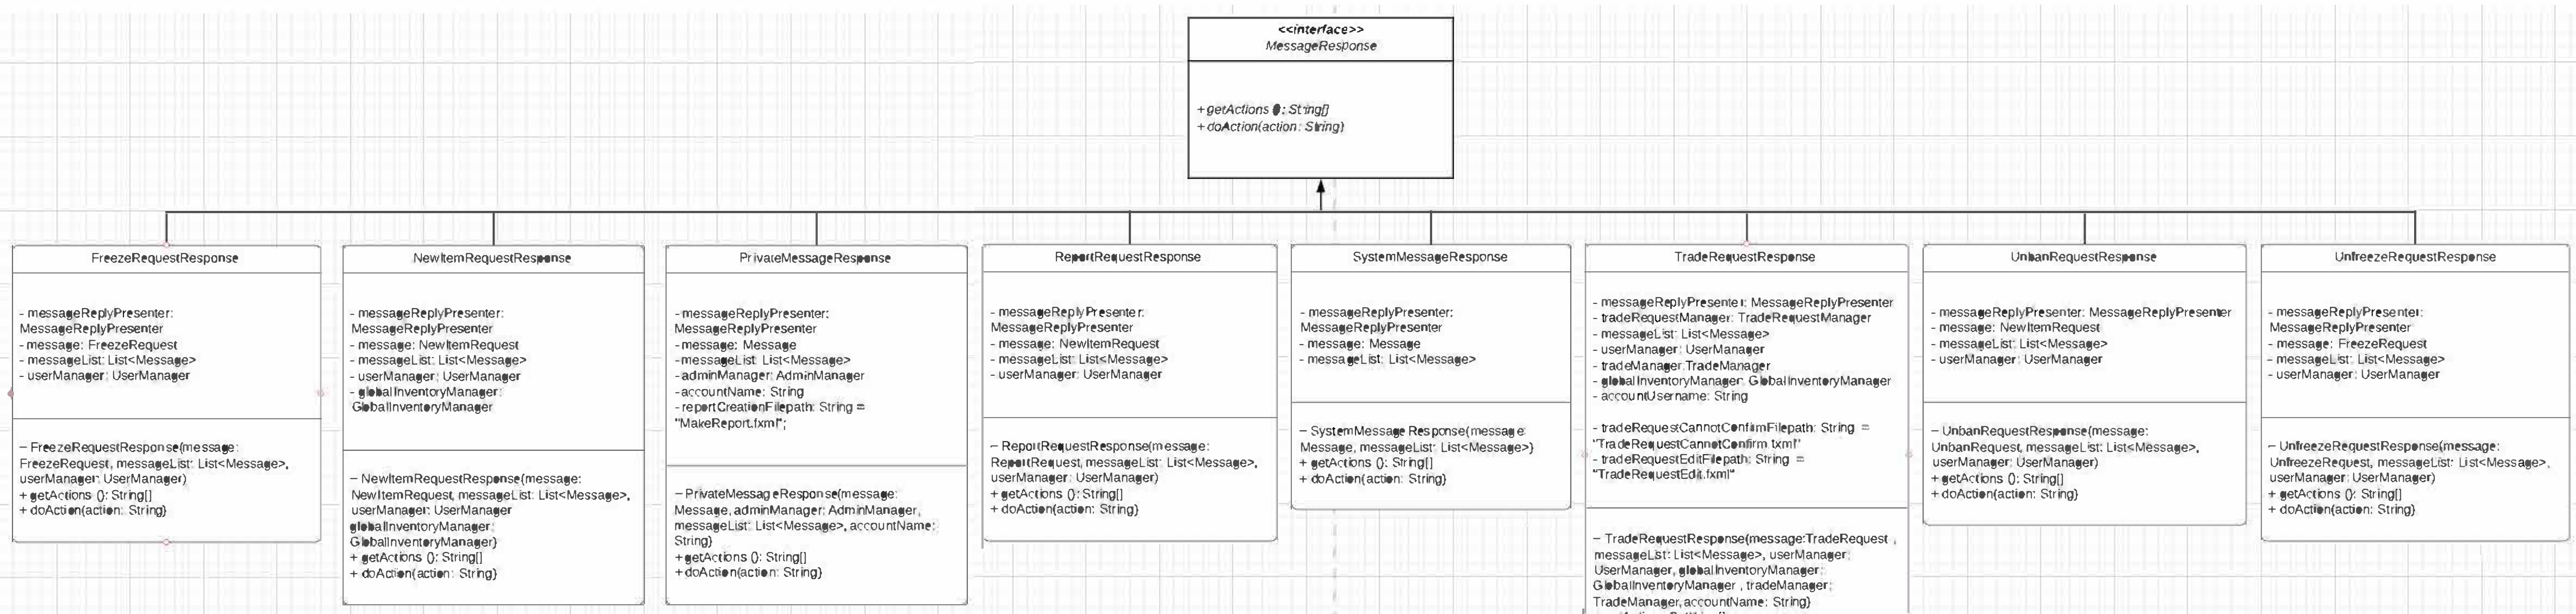 <<interface>>
MessageResponse
+ getActions (): String[]
+ doAction(action: String)
FreezeRequestResponse
- messageReplyPresenter:
MessageReplyPresenter
- message: FreezeRequest
- messageList: List<Message>
- userManager: UserManager
– FreezeRequestResponse(message:
FreezeRequest, messageList: List<Message>,
userManager: UserManager)
+ getActions (): String[]
+ doAction(action: String)
NewItemRequestResponse
- messageReplyPresenter:
MessageReplyPresenter
- message: NewItemRequest
- messageList: List<Message>
- userManager: UserManager
- globalInventoryManager:
GlobalInventoryManager
– NewItemRequestResponse(message:
NewItemRequest, messageList: List<Message>,
userManager: UserManager
globalInventoryManager:
GlobalInventoryManager)
+ getActions (): String[]
+ doAction(action: String)
PrivateMessageResponse
- messageReplyPresenter:
MessageReplyPresenter
- message: Message
- messageList: List<Message>
- adminManager: AdminManager
- accountName: String
- reportCreationFilepath: String =
"MakeReport.fxml";
– PrivateMessageResponse(message:
Message, adminManager: AdminManager,
messageList: List<Message>, accountName:
String)
+ getActions (): String[]
+ doAction(action: String)
ReportRequestResponse
- messageReplyPresenter:
MessageReplyPresenter
- message: NewItemRequest
- messageList: List<Message>
- userManager: UserManager
– ReportRequestResponse(message:
ReportRequest, messageList: List<Message>,
userManager: UserManager)
+ getActions (): String[]
+ doAction(action: String)
SystemMessageResponse
- messageReplyPresenter:
MessageReplyPresenter
- message: Message
- messageList: List<Message>
– SystemMessage Response(message:
Message, messageList: List<Message>)
+ getActions (): String[]
+ doAction(action: String)
TradeRequestResponse
- messageReplyPresenter: MessageReplyPresenter
- tradeRequestManager: TradeRequestManager
- messageList: List<Message>
- userManager: UserManager
- tradeManager:TradeManager
- globalInventoryManager: GlobalInventoryManager
- accountUsername: String
- tradeRequestCannotConfirmFilepath: String =
"TradeRequestCannotConfirm.txml"
- tradeRequestEditFilepath: String =
"TradeRequestEdit.fxml"
– TradeRequestResponse(message:TradeRequest ,
messageList: List<Message>, userManager:
UserManager, globalInventoryManager:
GlobalInventoryManager , tradeManager:
TradeManager, accountName: String)
UnbanRequestResponse
- messageReplyPresenter: MessageReplyPresenter
- message: NewItemRequest
- messageList: List<Message>
- userManager: UserManager
– UnbanRequestResponse(message:
UnbanRequest, messageList: List<Message>,
userManager: UserManager)
+ getActions (): String[]
+ doAction(action: String)
UnfreezeRequestResponse
- messageReplyPresenter:
MessageReplyPresenter
- message: FreezeRequest
- messageList: List<Message>
- userManager: UserManager
– UnfreezeRequestResponse(message:
UnfreezeRequest, messageList: List<Message>,
userManager: UserManager)
+ getActions (): String[]
+ doAction(action: String)